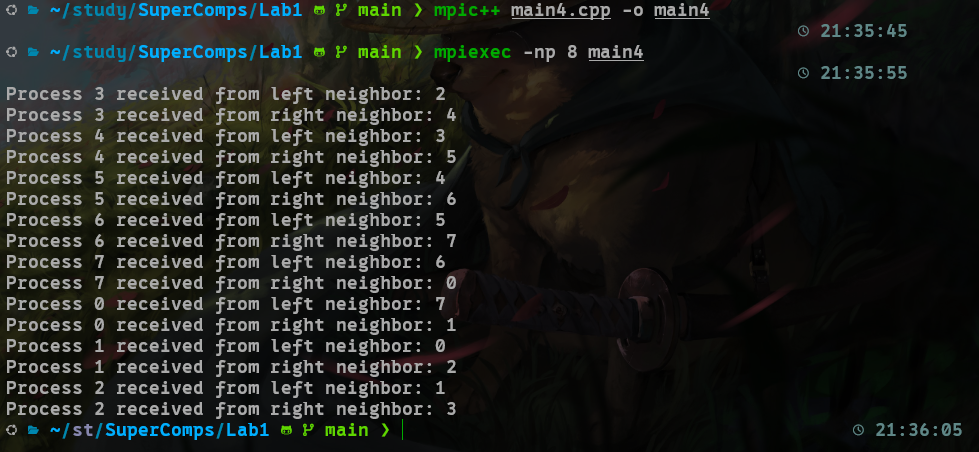 ~/study/SuperComps/Lab1 main ❯ mpic++ main4.cpp -o main4
21:35:45
~/study/SuperComps/Lab1 main ❯ mpiexec -np 8 main4
21:35:55
Process 3 received from left neighbor: 2
Process 3 received from right neighbor: 4
Process 4 received from left neighbor: 3
Process 4 received from right neighbor: 5
Process 5 received from left neighbor: 4
Process 5 received from right neighbor: 6
Process 6 received from left neighbor: 5
Process 6 received from right neighbor: 7
Process 7 received from left neighbor: 6
Process 7 received from right neighbor: 0
Process 0 received from left neighbor: 7
Process 0 received from right neighbor: 1
Process 1 received from left neighbor: 0
Process 1 received from right neighbor: 2
Process 2 received from left neighbor: 1
Process 2 received from right neighbor: 3
~/st/SuperComps/Lab1 main ❯ 21:36:05